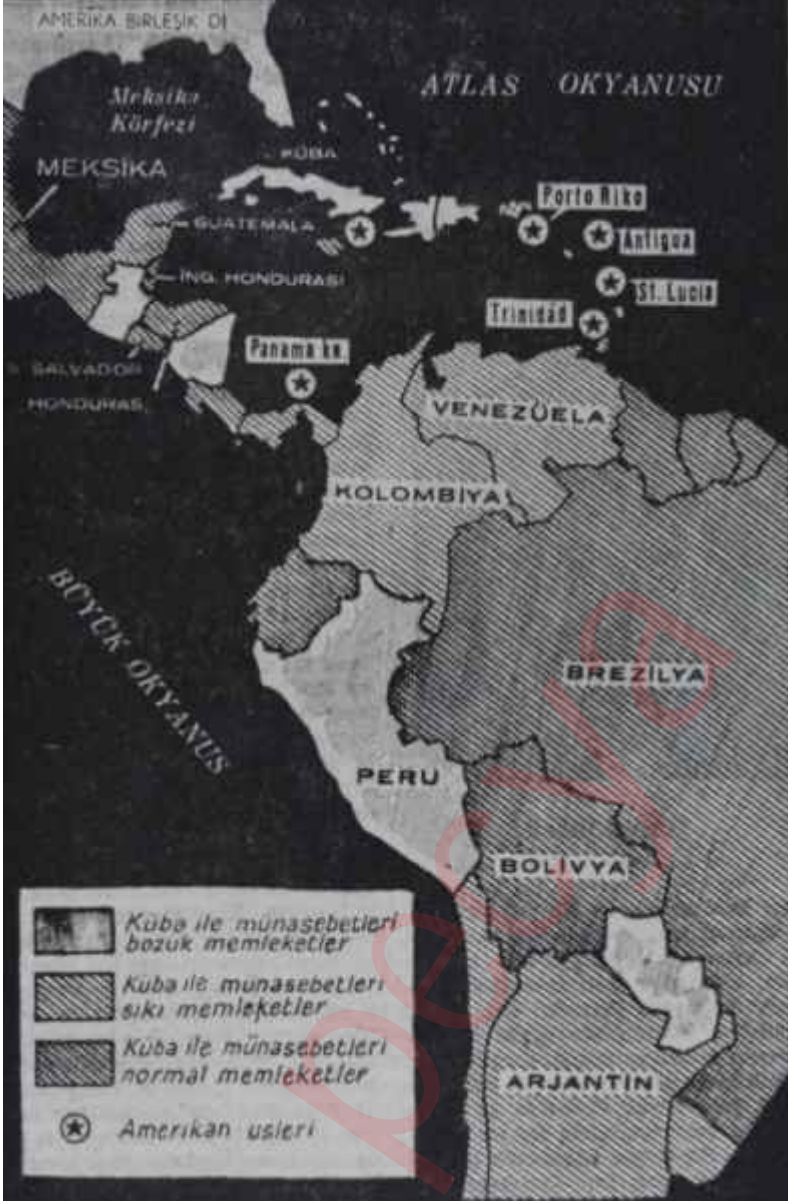 AMERİKA BİRLEŞİK DI
ATLAS OKYANUSU
Meksika
Körfezi
KÜBA
MEKSİKA
Porto Riko
GUATEMALA
Antigua
İNG. HONDURASI
St. Lucia
Trinidad
Panama ka.
SALVADOR
HONDURAS
VENEZÜELA
KOLOMBİYA
BÜYÜK OKYANUS
BREZİLYA
PERU
BOLİVYA
Küba ile münasebetleri
bozuk memleketler
Küba ile münasebetleri
sıkı memleketler
Küba ile münasebetleri
normal memleketler
ARJANTİN
Amerikan usleri
pecya